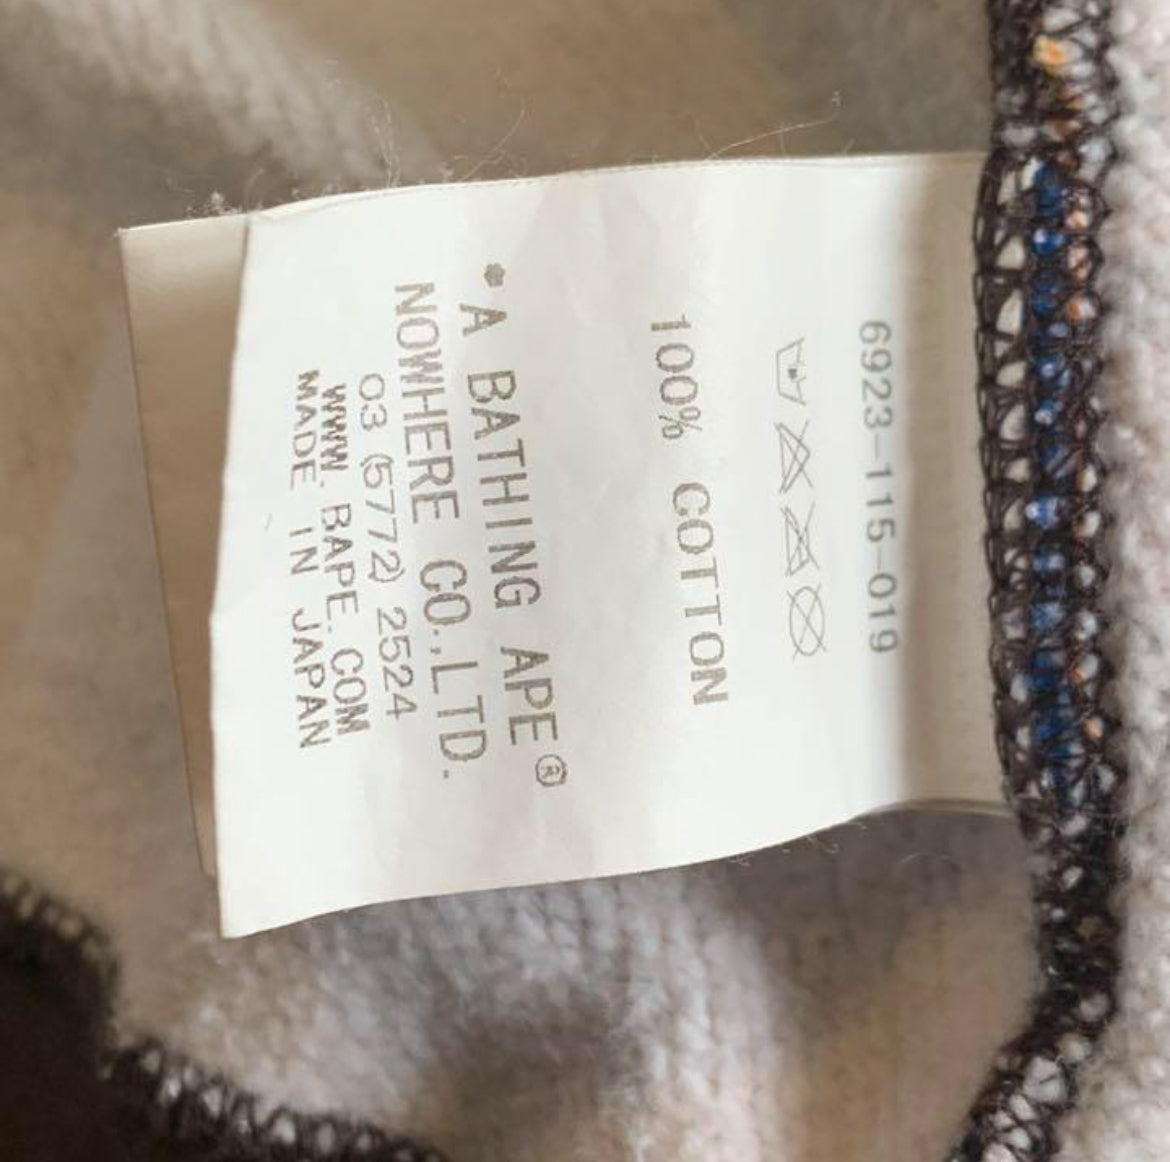 6923-115-019
100% COTTON
• A BATHING APE®
NOWHERE CO.,LTD.
03 (5772) 2524
WWW. BAPE. COM
MADE IN JAPAN